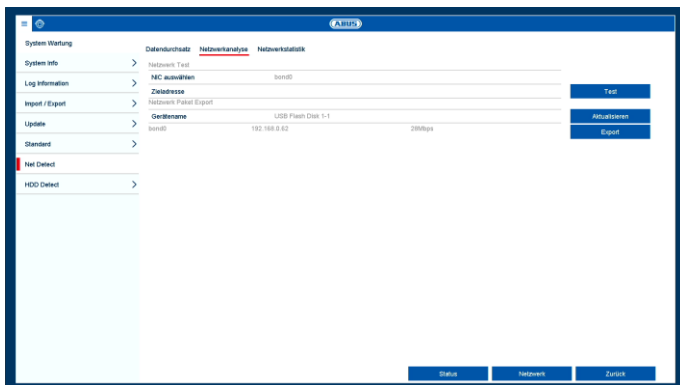 ABUS
System Wartung
Datendurchsatz Netzwerkanalyse Netzwerkstatistik
System Info
Netzwerk Test
NIC auswählen bond0
Log Information
Zieladresse
Test
Import / Export
Netzwerk Paket Export
Gerätename USB Flash Disk 1-1
Aktualisieren
Update
bond0 192.168.0.62 28Mbps
Export
Standard
Net Detect
HDD Detect
Status Netzwerk Zurück